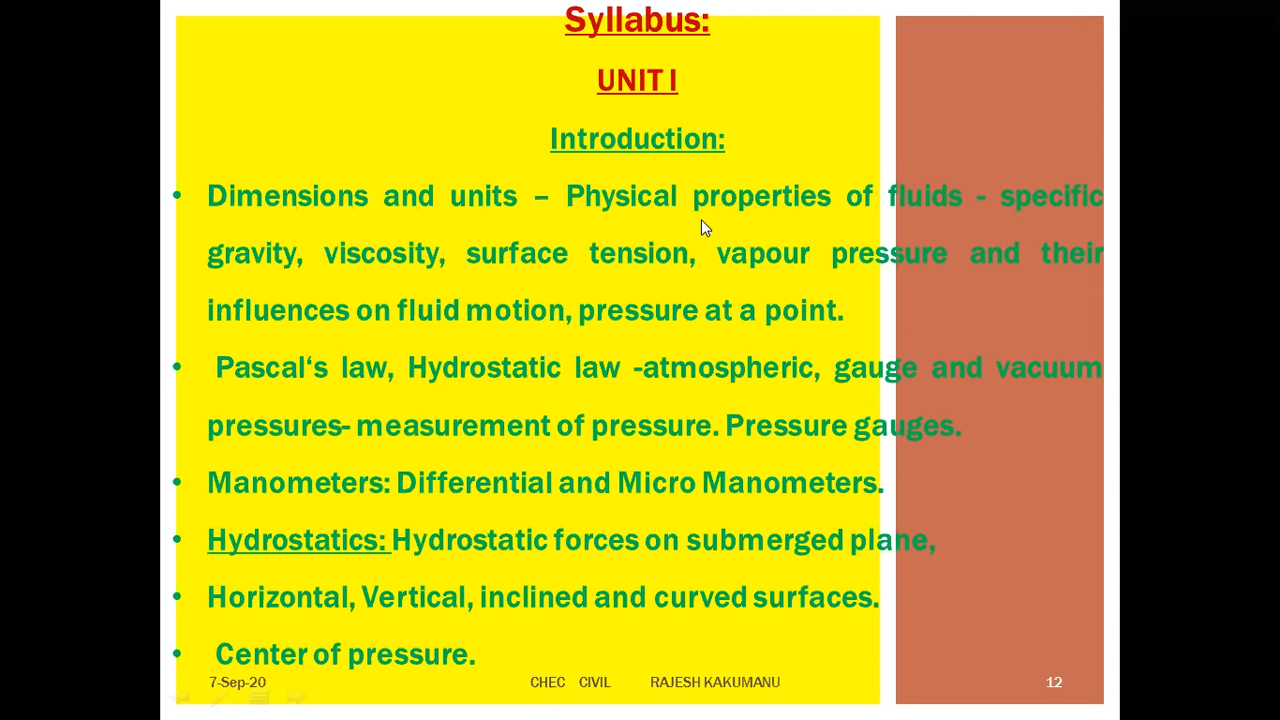 Syllabus:
UNIT I
Introduction:
• Dimensions and units – Physical properties of fluids - specific
gravity, viscosity, surface tension, vapour pressure and their
influences on fluid motion, pressure at a point.
• Pascal‘s law, Hydrostatic law -atmospheric, gauge and vacuum
pressures- measurement of pressure. Pressure gauges.
• Manometers: Differential and Micro Manometers.
• Hydrostatics: Hydrostatic forces on submerged plane,
• Horizontal, Vertical, inclined and curved surfaces.
• Center of pressure.
7-Sep-20 CHEC CIVIL RAJESH KAKUMANU 12